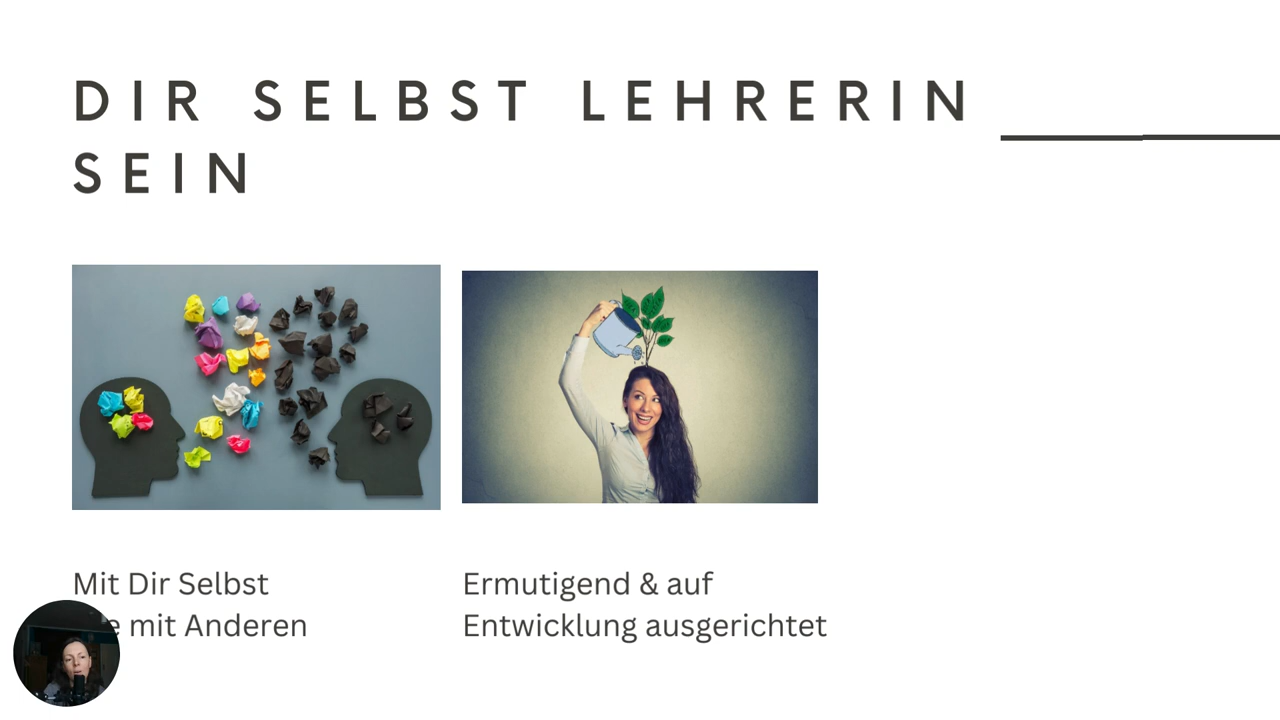 DIR SELBST LEHRERIN
SEIN
Mit Dir Selbst
mit Anderen
Ermutigend & auf
Entwicklung ausgerichtet